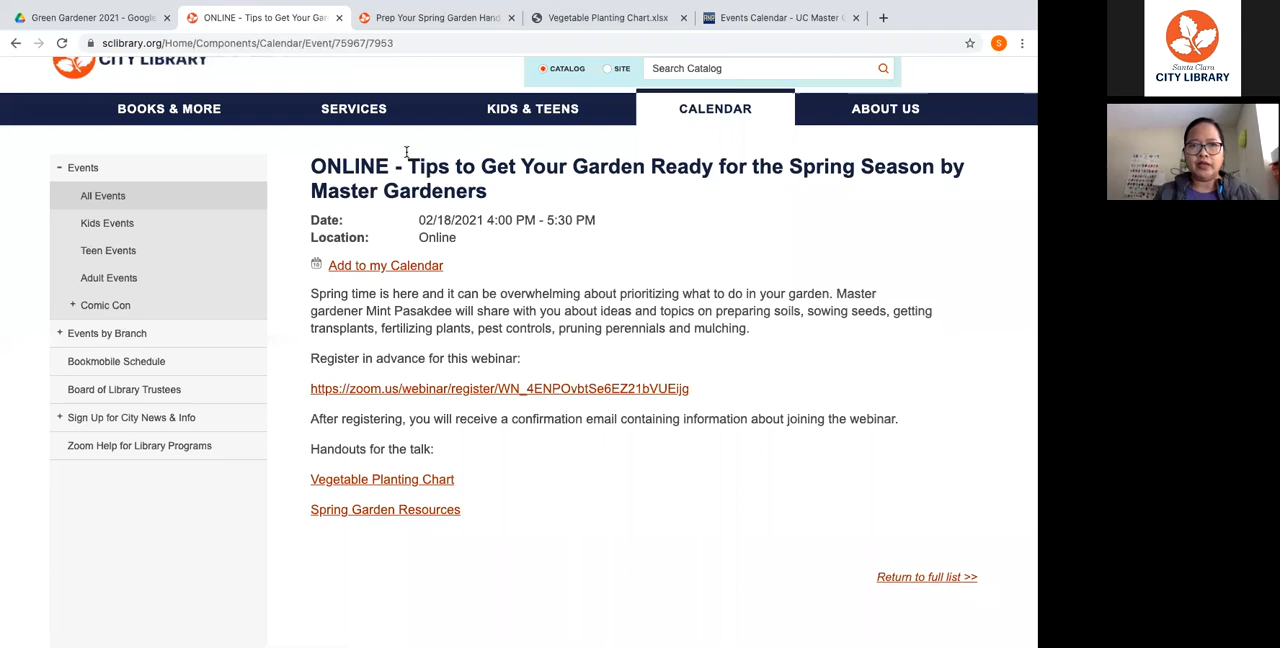 Green Gardener 2021 - Google
ONLINE - Tips to Get Your Gar
Prep Your Spring Garden Hand
Vegetable Planting Chart.xlsx
Events Calendar - UC Master
sclibrary.org/Home/Components/Calendar/Event/75967/7953
S
CITY LIBRARY
CATALOG
SITE
Search Catalog
BOOKS & MORE
SERVICES
KIDS & TEENS
CALENDAR
ABOUT US
Events
All Events
Kids Events
Teen Events
Adult Events
Comic Con
Events by Branch
Bookmobile Schedule
Board of Library Trustees
Sign Up for City News & Info
Zoom Help for Library Programs
ONLINE - Tips to Get Your Garden Ready for the Spring Season by
Master Gardeners
Date: 02/18/2021 4:00 PM - 5:30 PM
Location: Online
Add to my Calendar
Spring time is here and it can be overwhelming about prioritizing what to do in your garden. Master
gardener Mint Pasakdee will share with you about ideas and topics on preparing soils, sowing seeds, getting
transplants, fertilizing plants, pest controls, pruning perennials and mulching.
Register in advance for this webinar:
https://zoom.us/webinar/register/WN_4ENPOvbtSe6EZ21bVUEijg
After registering, you will receive a confirmation email containing information about joining the webinar.
Handouts for the talk:
Vegetable Planting Chart
Spring Garden Resources
Return to full list >>
Santa Clara
CITY LIBRARY